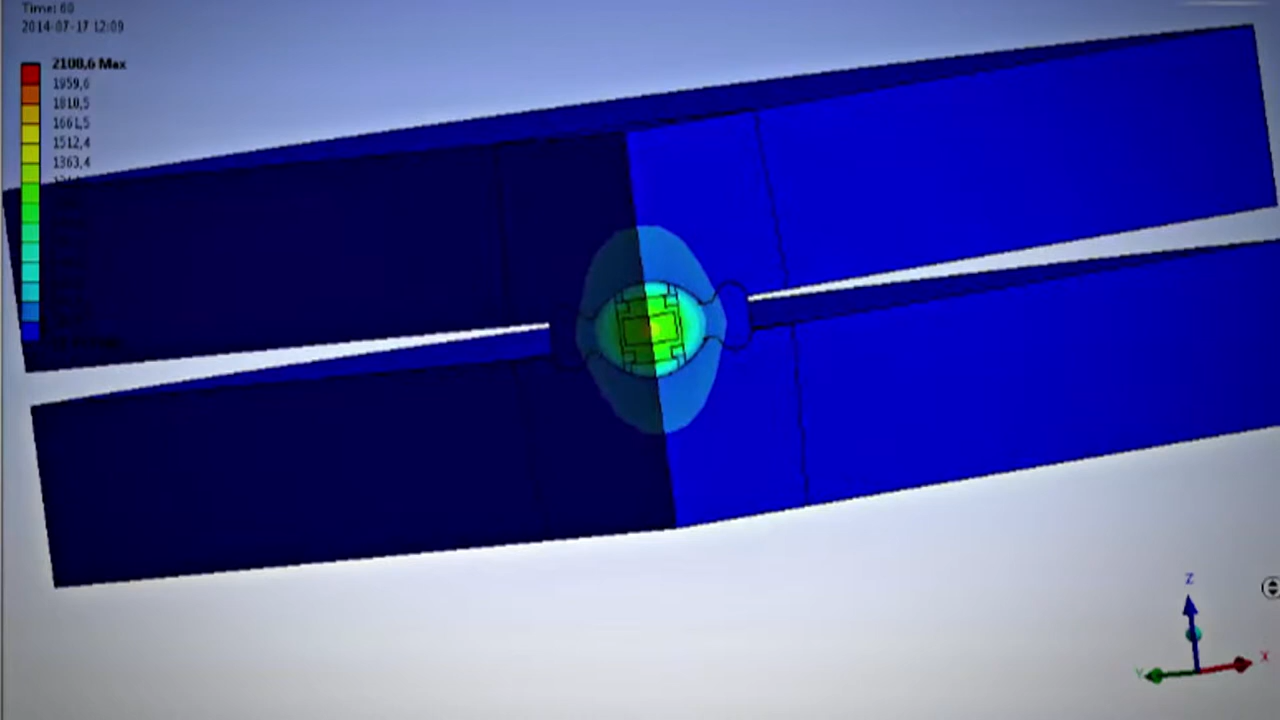 Time: 60
2014-07-17 12:09
2108,6 Max
1959,6
1810,5
1661,5
1512,4
1363,4
Z
Y
X